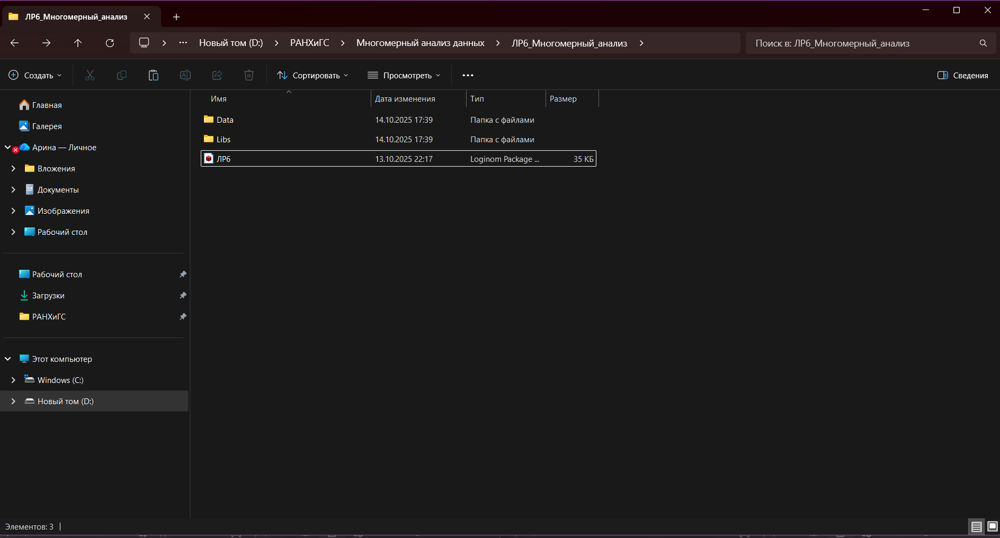 ЛР6_Многомерный_анализ
Новый том (D:) РАНХиГС Многомерный анализ данных ЛР6_Многомерный_анализ
Поиск в: ЛР6_Многомерный_анализ
Создать Сортировать Просмотреть Сведения
Имя Дата изменения Тип Размер
Data 14.10.2025 17:39 Папка с файлами
Libs 14.10.2025 17:39 Папка с файлами
ЛР6 13.10.2025 22:17 Loginom Package ... 35 КБ
Главная
Галерея
Арина — Личное
Вложения
Документы
Изображения
Рабочий стол
Рабочий стол
Загрузки
РАНХиГС
Этот компьютер
Windows (C:)
Новый том (D:)
Элементов: 3